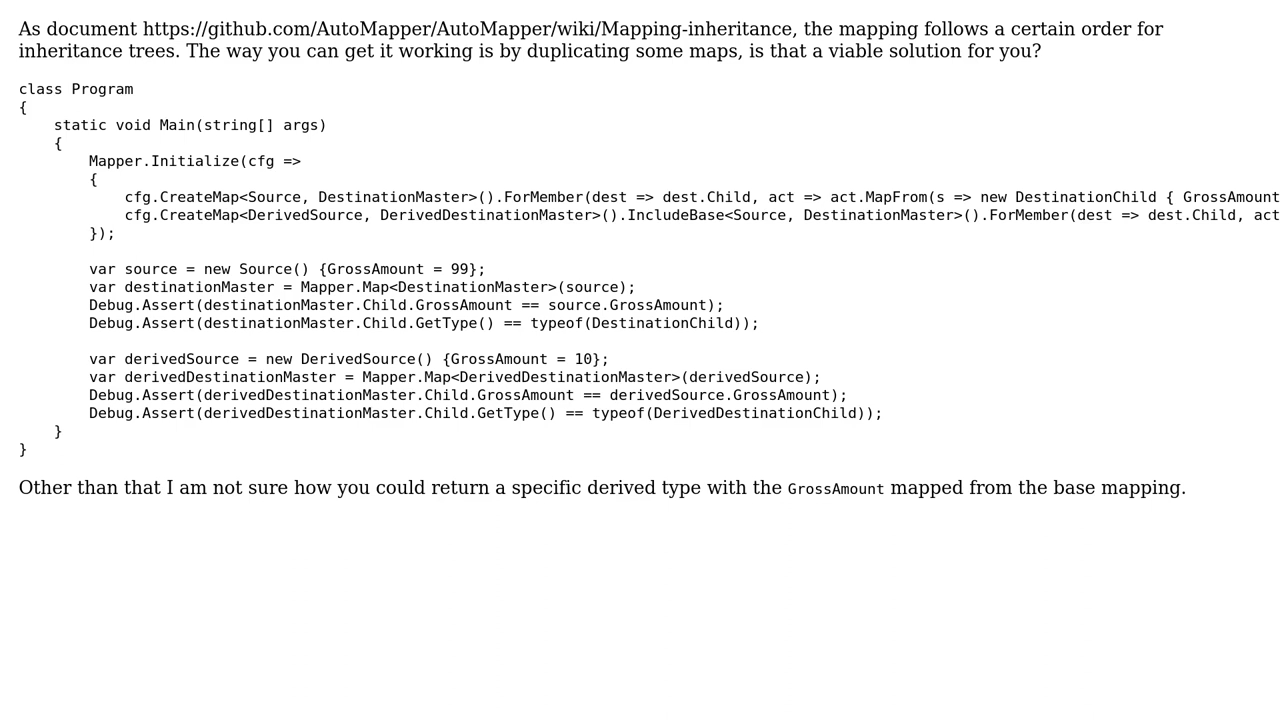 As document https://github.com/AutoMapper/AutoMapper/wiki/Mapping-inheritance, the mapping follows a certain order for
inheritance trees. The way you can get it working is by duplicating some maps, is that a viable solution for you?
class Program
{
    static void Main(string[] args)
    {
        Mapper.Initialize(cfg =>
        {
            cfg.CreateMap<Source, DestinationMaster>().ForMember(dest => dest.Child, act => act.MapFrom(s => new DestinationChild { GrossAmount
            cfg.CreateMap<DerivedSource, DerivedDestinationMaster>().IncludeBase<Source, DestinationMaster>().ForMember(dest => dest.Child, act
        });

        var source = new Source() {GrossAmount = 99};
        var destinationMaster = Mapper.Map<DestinationMaster>(source);
        Debug.Assert(destinationMaster.Child.GrossAmount == source.GrossAmount);
        Debug.Assert(destinationMaster.Child.GetType() == typeof(DestinationChild));

        var derivedSource = new DerivedSource() {GrossAmount = 10};
        var derivedDestinationMaster = Mapper.Map<DerivedDestinationMaster>(derivedSource);
        Debug.Assert(derivedDestinationMaster.Child.GrossAmount == derivedSource.GrossAmount);
        Debug.Assert(derivedDestinationMaster.Child.GetType() == typeof(DerivedDestinationChild));
    }
}
Other than that I am not sure how you could return a specific derived type with the GrossAmount mapped from the base mapping.